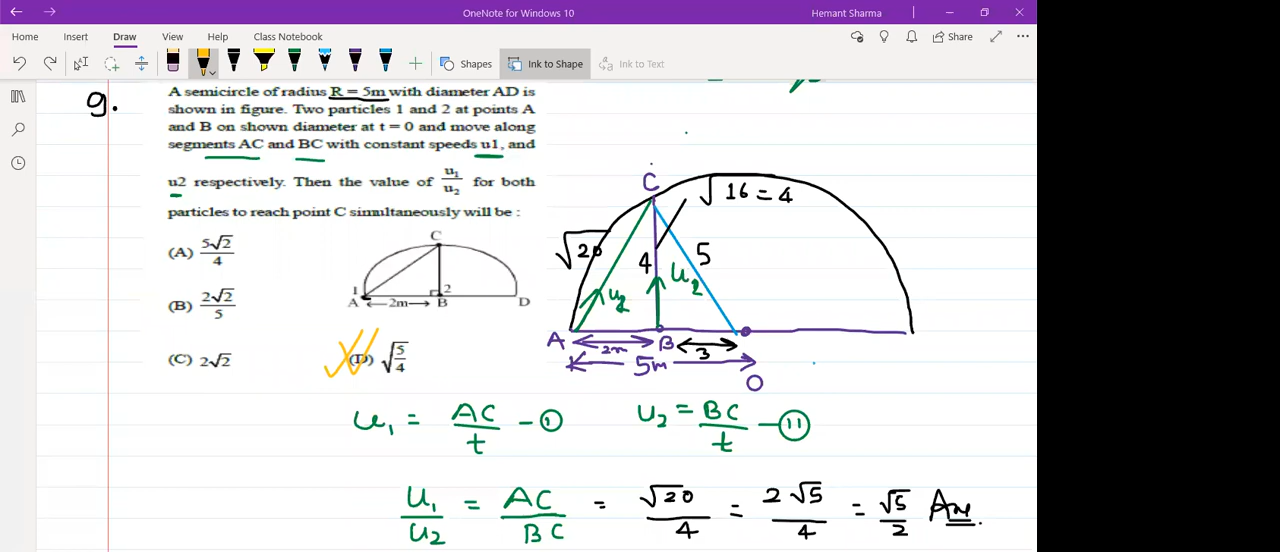 OneNote for Windows 10
Hemant Sharma
Home Insert Draw View Help Class Notebook
Share
Shapes
Ink to Shape
Ink to Text
9.
A semicircle of radius R = 5m with diameter AD is
shown in figure. Two particles 1 and 2 at points A
and B on shown diameter at t = 0 and move along
segments AC and BC with constant speeds u1, and
u2 respectively. Then the value of u₁/u₂ for both
particles to reach point C simultaneously will be :
(A) 5√2/4
(B) 2√2/5
(C) 2√2
(D) √(5/4)
C
1
2
A
2m
B
D
C
√16 = 4
√20
4
5
u2
u2
A
2m
B
3
5m
O
u₁ = AC/t - ①
u₂ = BC/t - ⑪
u₁/u₂ = AC/BC = √20/4 = 2√5/4 = √5/2 Ans.